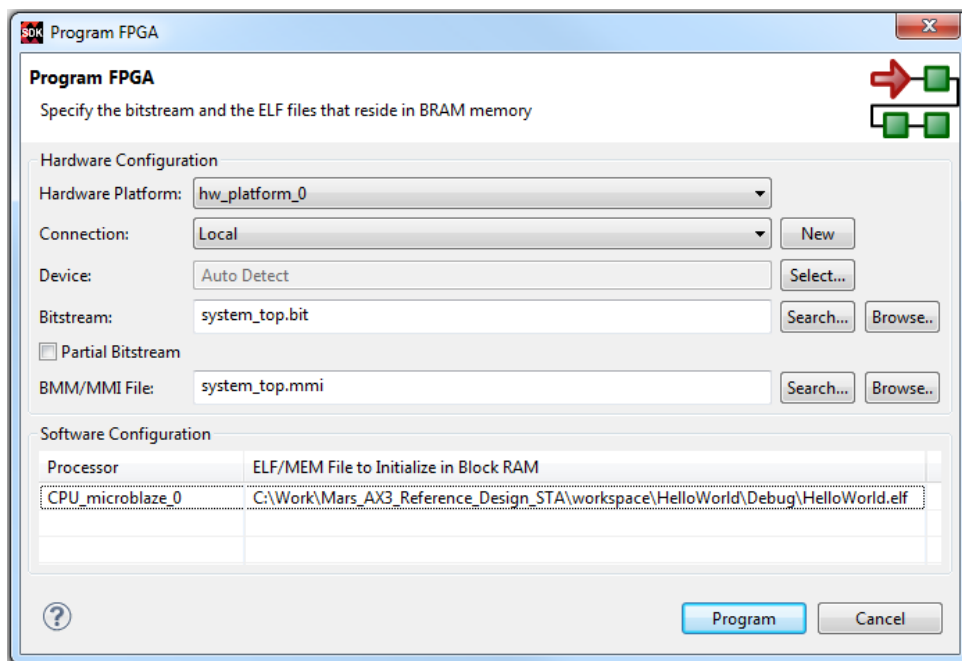 SDK Program FPGA
Program FPGA
Specify the bitstream and the ELF files that reside in BRAM memory
Hardware Configuration
Hardware Platform: hw_platform_0
Connection: Local New
Device: Auto Detect Select...
Bitstream: system_top.bit Search... Browse..
Partial Bitstream
BMM/MMI File: system_top.mmi Search... Browse..
Software Configuration
Processor ELF/MEM File to Initialize in Block RAM
CPU_microblaze_0 C:\Work\Mars_AX3_Reference_Design_STA\workspace\HelloWorld\Debug\HelloWorld.elf
? Program Cancel